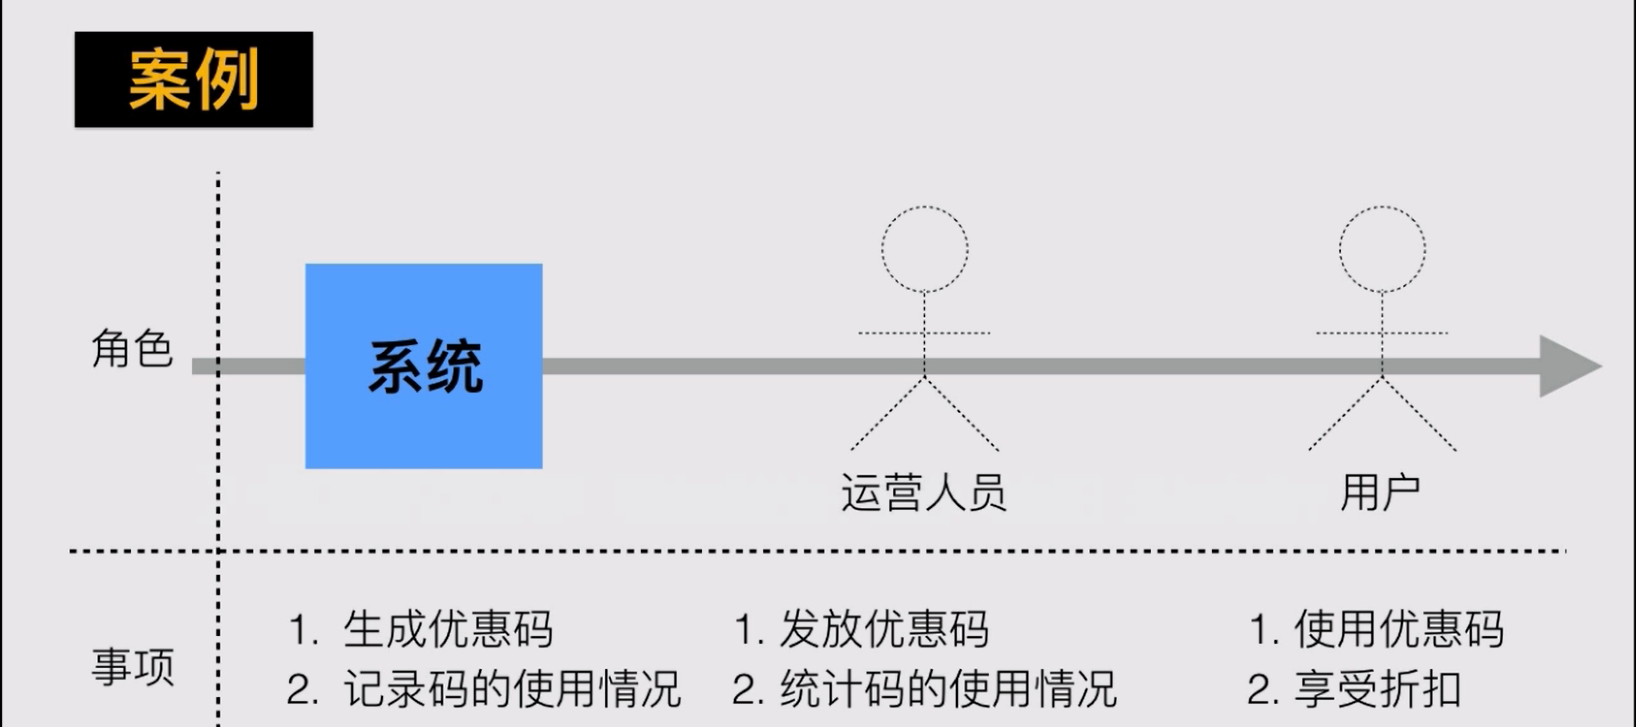 案例
角色
系统
运营人员
用户
事项
1. 生成优惠码
2. 记录码的使用情况
1. 发放优惠码
2. 统计码的使用情况
1. 使用优惠码
2. 享受折扣